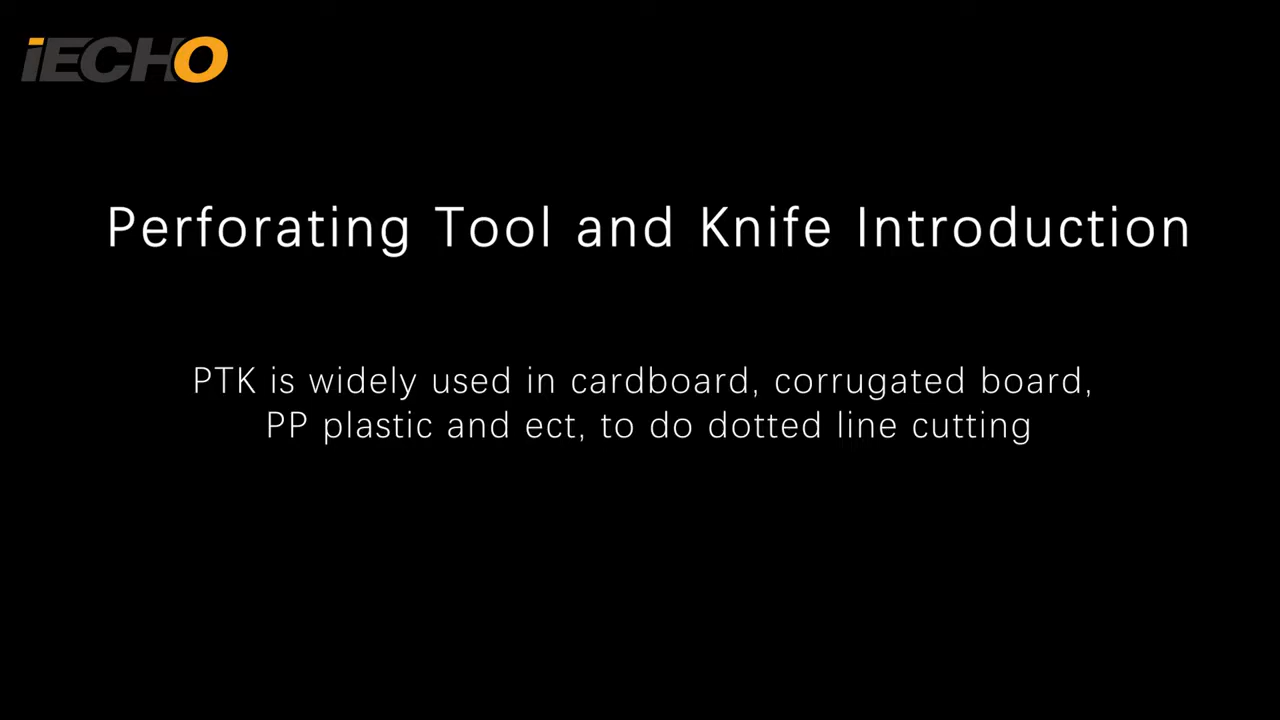 iECHO
Perforating Tool and Knife Introduction
PTK is widely used in cardboard, corrugated board,
PP plastic and ect, to do dotted line cutting